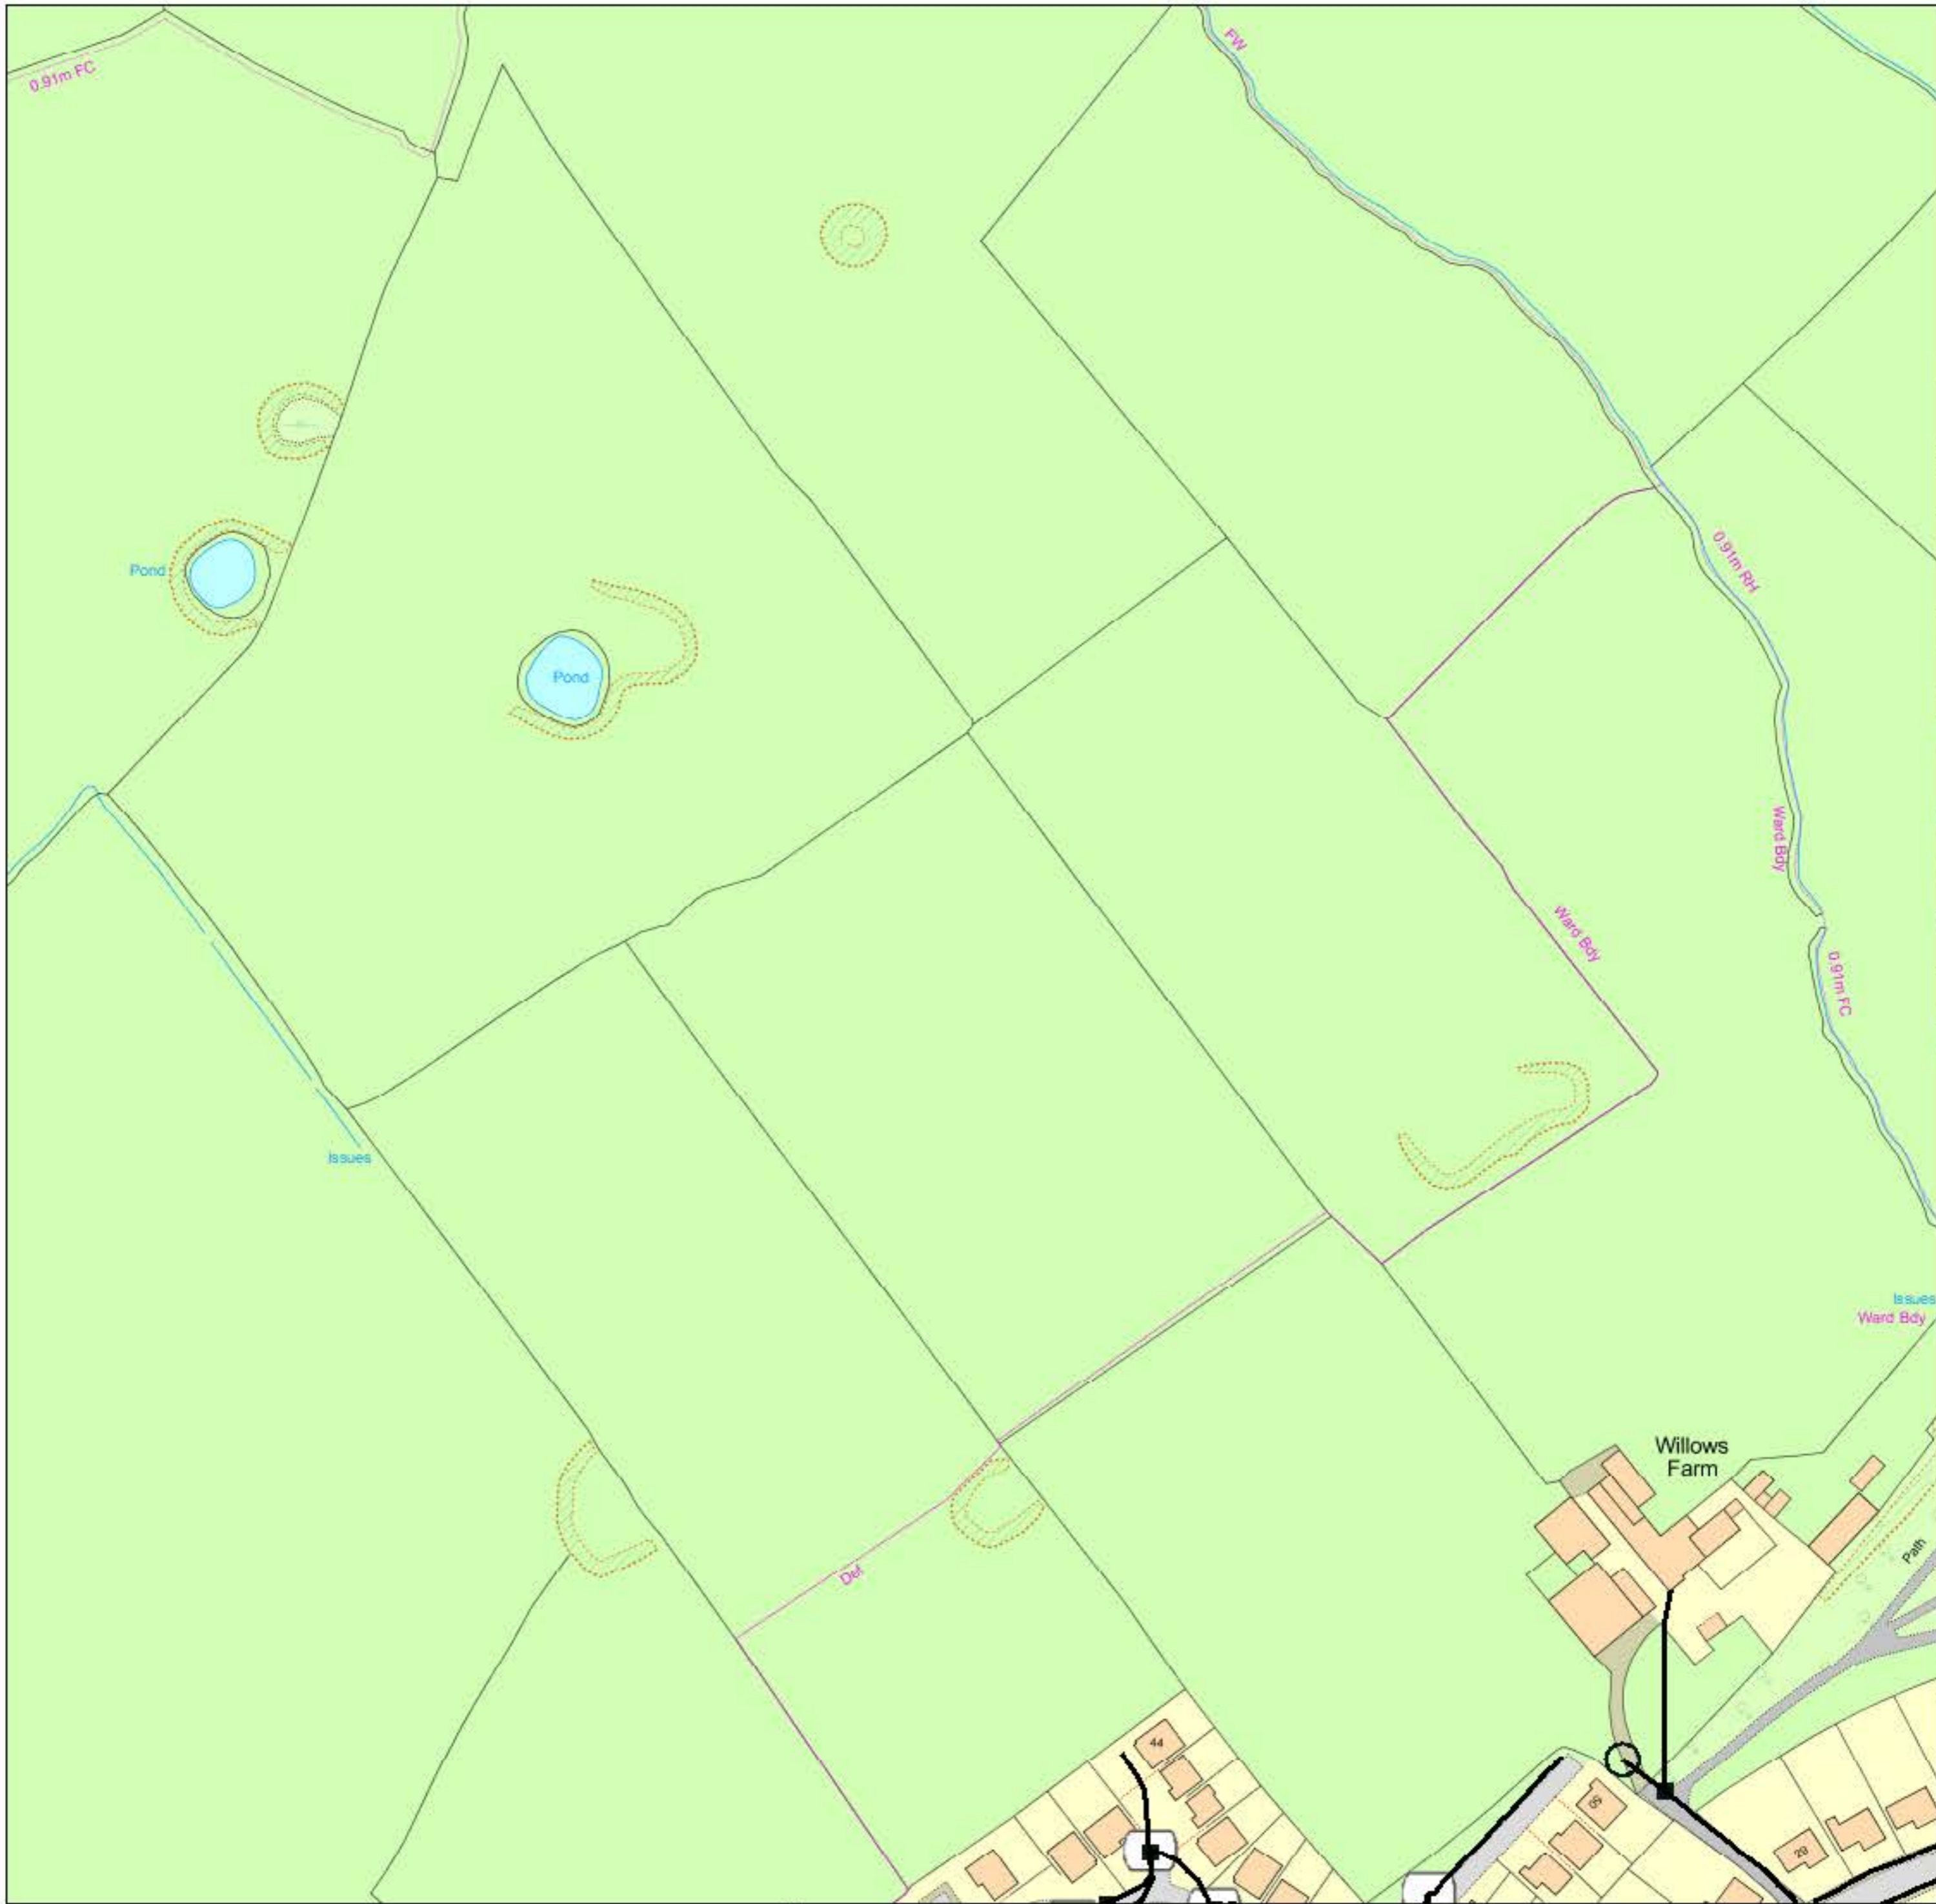 FW
0.91m FC
0.91m RH
Pond
Pond
Ward Bdy
Ward Bdy
0.91m FC
Issues
Issues
Ward Bdy
Willows
Farm
Path
Def
44
50
29